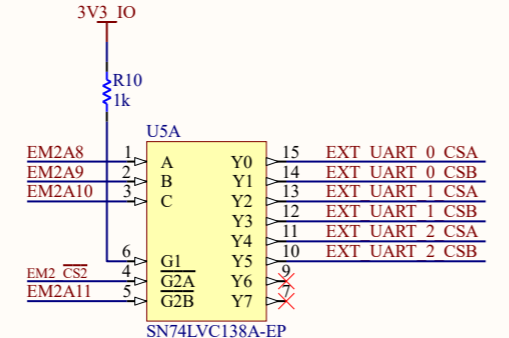 3V3_IO
R10
1k
U5A
EM2A8 1 A Y0 15 EXT_UART_0_CSA
EM2A9 2 B Y1 14 EXT_UART_0_CSB
EM2A10 3 C Y2 13 EXT_UART_1_CSA
Y3 12 EXT_UART_1_CSB
Y4 11 EXT_UART_2_CSA
6 G1 Y5 10 EXT_UART_2_CSB
EM2_CS2 4 G2A Y6 9
EM2A11 5 G2B Y7 7
SN74LVC138A-EP